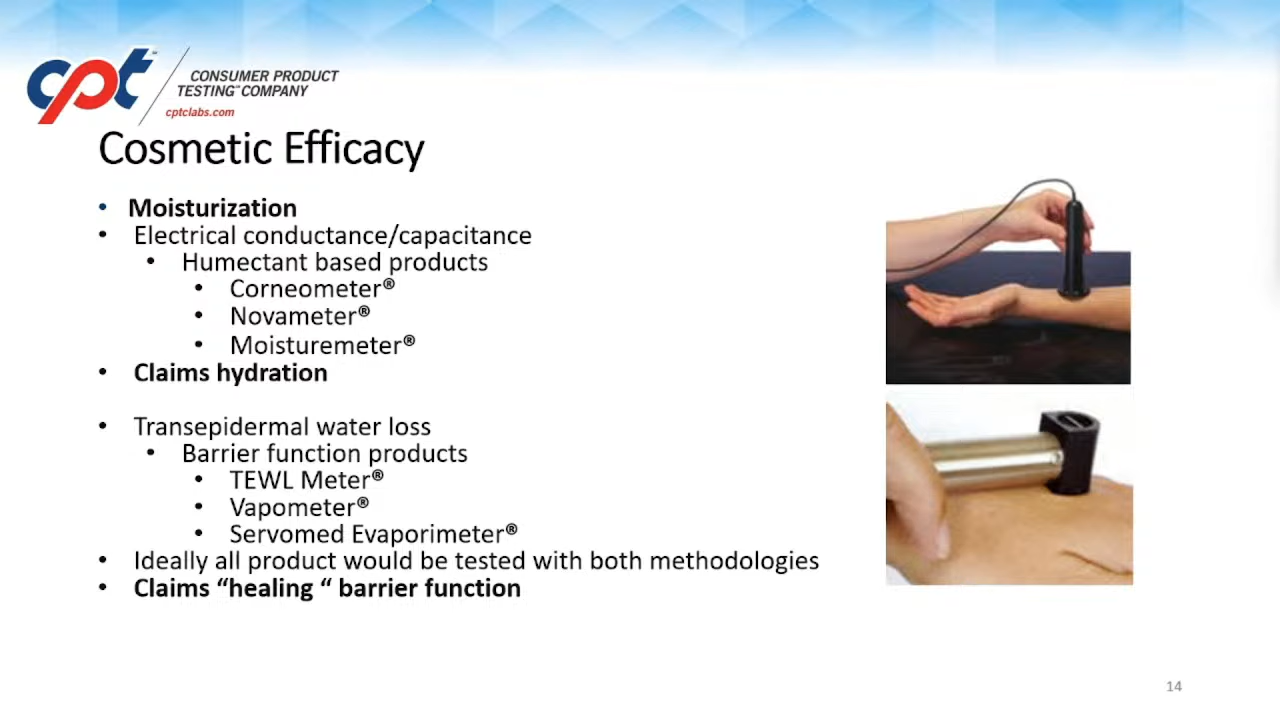 cpt
CONSUMER PRODUCT
TESTING COMPANY
cptclabs.com
Cosmetic Efficacy
• Moisturization
• Electrical conductance/capacitance
• Humectant based products
• Corneometer®
• Novameter®
• Moisturemeter®
• Claims hydration
• Transepidermal water loss
• Barrier function products
• TEWL Meter®
• Vapometer®
• Servomed Evaporimeter®
• Ideally all product would be tested with both methodologies
• Claims “healing “ barrier function
14